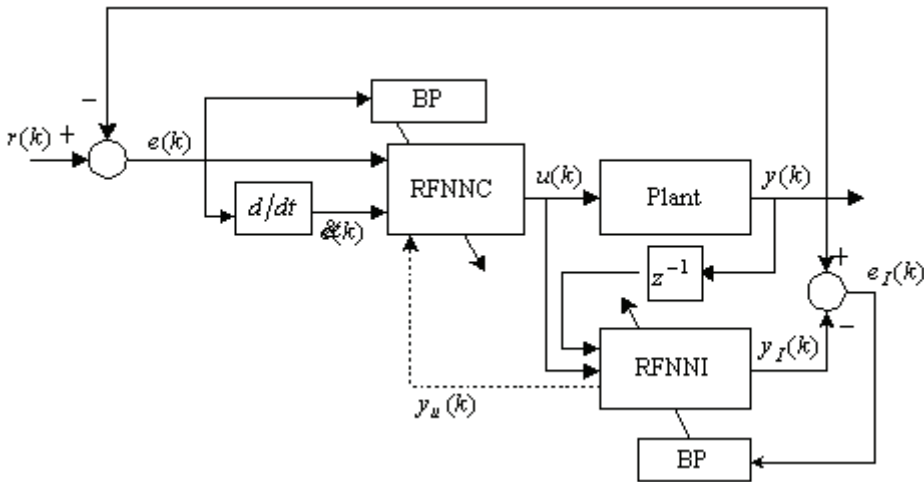 BP
−
r(k) +
e(k)
RFNNC
u(k)
Plant
y(k)
d/dt
(k)
z⁻¹
+
e_I(k)
−
RFNNI
y_I(k)
y_u(k)
BP